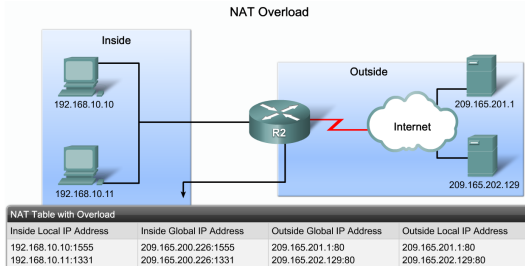 NAT Overload
Inside
Outside
192.168.10.10
192.168.10.11
R2
Internet
209.165.201.1
209.165.202.129
NAT Table with Overload
Inside Local IP Address Inside Global IP Address Outside Global IP Address Outside Local IP Address
192.168.10.10:1555 209.165.200.226:1555 209.165.201.1:80 209.165.201.1:80
192.168.10.11:1331 209.165.200.226:1331 209.165.202.129:80 209.165.202.129:80